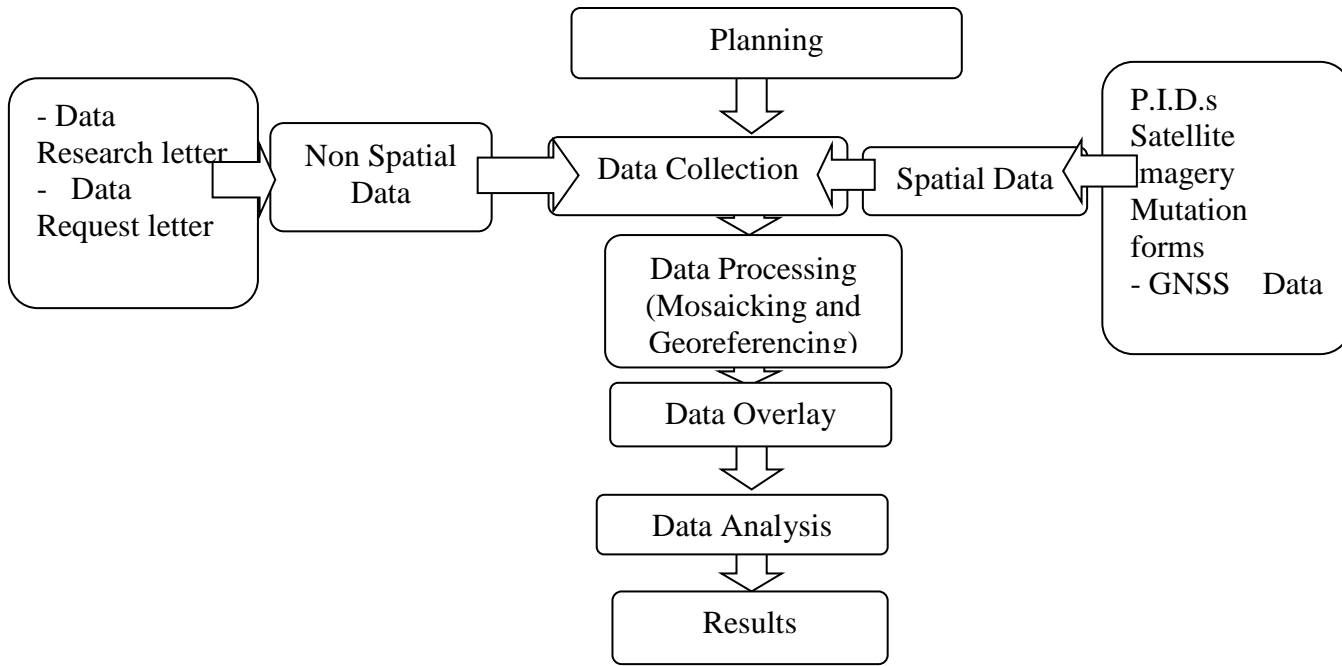 Planning
- Data
Research letter
- Data
Request letter
Non Spatial
Data
Data Collection
Spatial Data
P.I.D.s
Satellite
imagery
Mutation
forms
- GNSS Data
Data Processing
(Mosaicking and
Georeferencing)
Data Overlay
Data Analysis
Results